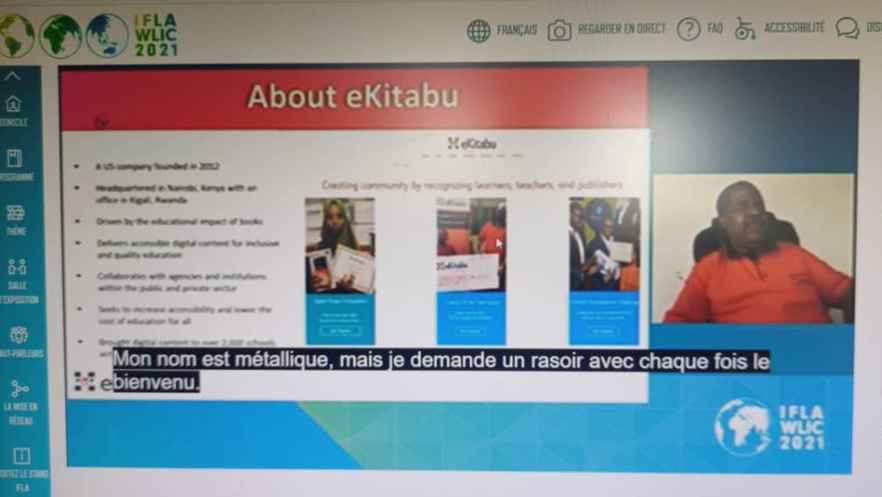 IFLA
WLIC
2021
FRANÇAIS
REGARDER EN DIRECT
FAQ
ACCESSIBILITÉ
DIS
DOMICILE
PROGRAMME
THÈME
SALLE
D'EXPOSITION
HAUT-PARLEURS
LA MISE EN
RÉSEAU
VISITEZ LE STAND
IFLA
About eKitabu
• A US company founded in 2012
• Headquartered in Nairobi, Kenya with an
office in Kigali, Rwanda
• Driven by the educational impact of books
• Delivers accessible digital content for inclusive
and quality education
• Collaborates with agencies and institutions
within the public and private sector
• Seeks to increase accessibility and lower the
cost of education for all
• Brought digital content to over 2,000 schools
eKitabu
Creating community by recognizing learners, teachers, and publishers
eKitabu
Mon nom est métallique, mais je demande un rasoir avec chaque fois le
bienvenu.
IFLA
WLIC
2021